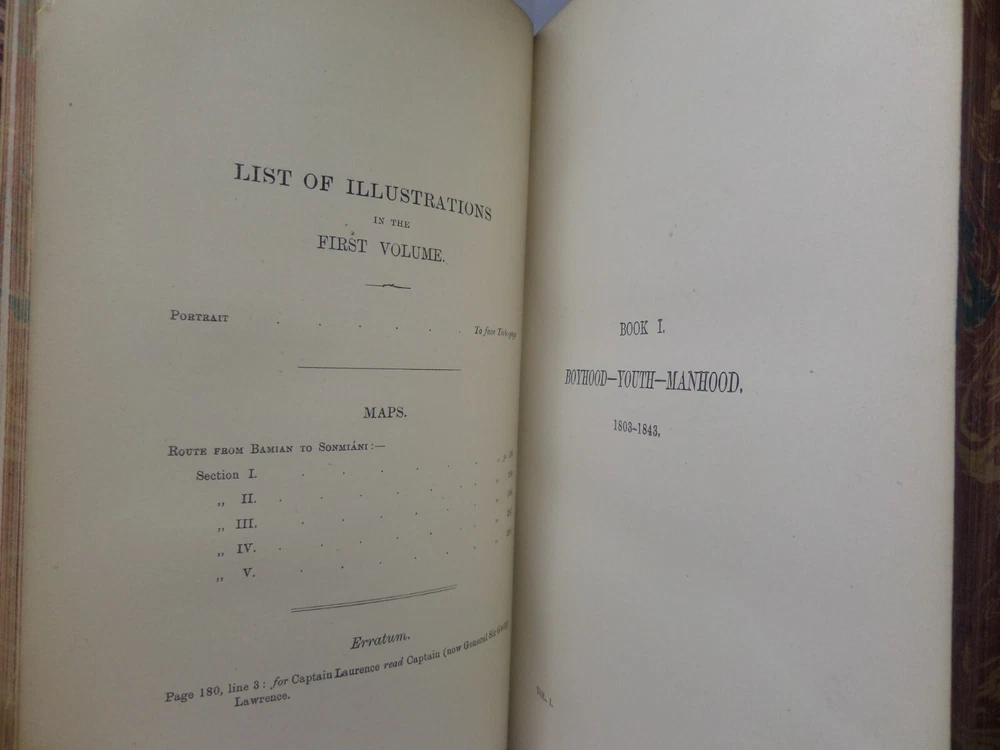 LIST OF ILLUSTRATIONS
IN THE
FIRST VOLUME.
PORTRAIT . . . . . . To face Title-page
MAPS.
ROUTE FROM BAMIAN TO SONMIÁNI:—
Section I.
„ II.
„ III.
„ IV.
„ V.
Erratum.
Page 180, line 3: for Captain Laurence read Captain (now General Sir
Lawrence.
BOOK I.
BOYHOOD—YOUTH—MANHOOD,
1803–1843,
VOL. I.